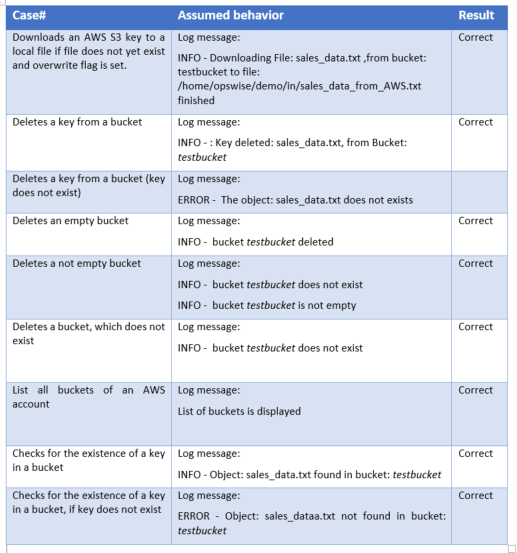 Case# Assumed behavior Result
Downloads an AWS S3 key to a
local file if file does not yet exist
and overwrite flag is set.
Log message:
INFO - Downloading File: sales_data.txt ,from bucket:
testbucket to file:
/home/opswise/demo/in/sales_data_from_AWS.txt
finished
Correct
Deletes a key from a bucket
Log message:
INFO - : Key deleted: sales_data.txt, from Bucket:
testbucket
Correct
Deletes a key from a bucket (key
does not exist)
Log message:
ERROR - The object: sales_data.txt does not exists
Deletes an empty bucket
Log message:
INFO - bucket testbucket deleted
Correct
Deletes a not empty bucket
Log message:
INFO - bucket testbucket does not exist
INFO - bucket testbucket is not empty
Correct
Deletes a bucket, which does not
exist
Log message:
INFO - bucket testbucket does not exist
Correct
List all buckets of an AWS
account
Log message:
List of buckets is displayed
Correct
Checks for the existence of a key
in a bucket
Log message:
INFO - Object: sales_data.txt found in bucket: testbucket
Correct
Checks for the existence of a key
in a bucket, if key does not exist
Log message:
ERROR - Object: sales_dataa.txt not found in bucket:
testbucket
Correct